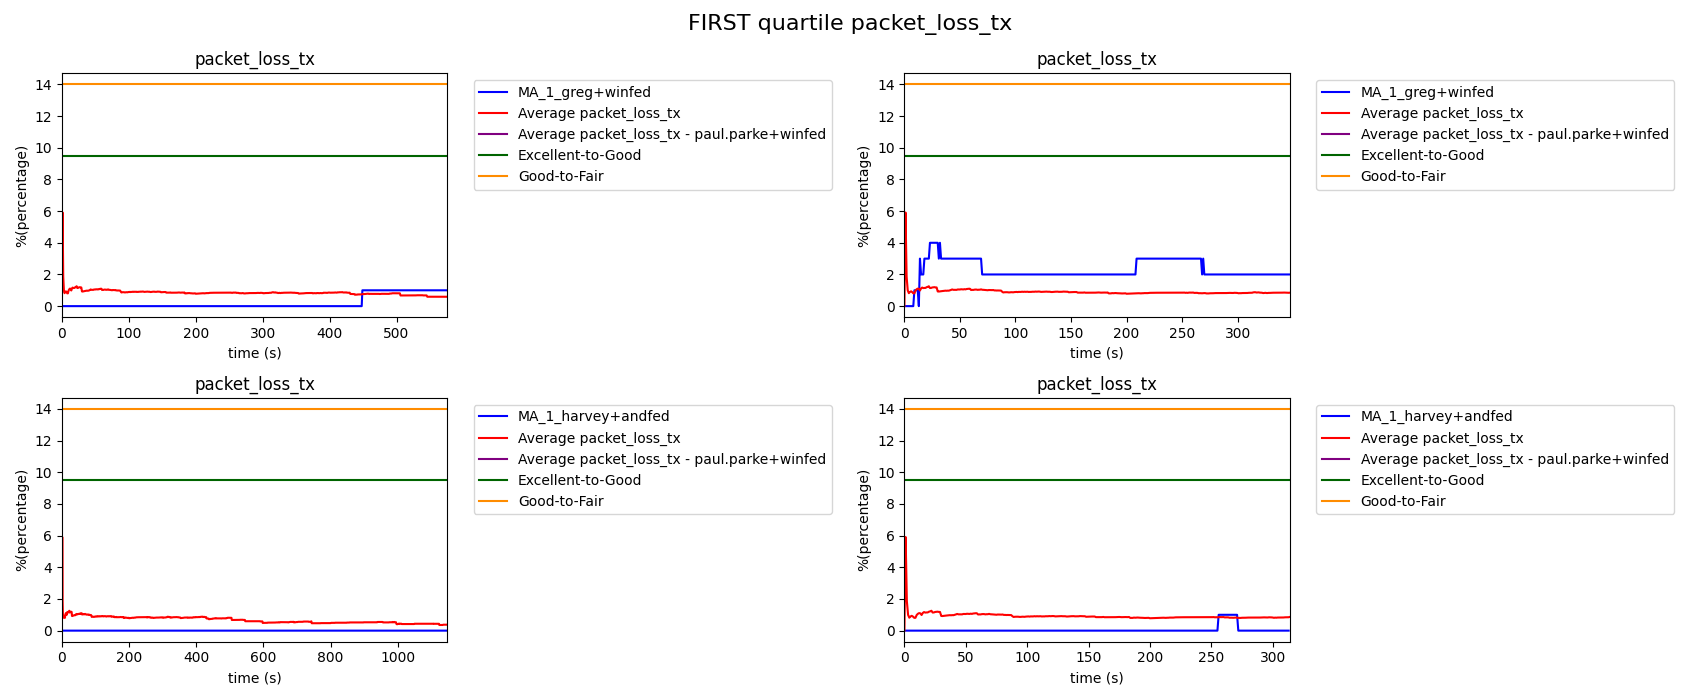 FIRST quartile packet_loss_tx
packet_loss_tx
14
12
10
8
6
4
2
0
%(percentage)
0 100 200 300 400 500
time (s)
MA_1_greg+winfed
Average packet_loss_tx
Average packet_loss_tx - paul.parke+winfed
Excellent-to-Good
Good-to-Fair
packet_loss_tx
14
12
10
8
6
4
2
0
%(percentage)
0 50 100 150 200 250 300
time (s)
MA_1_greg+winfed
Average packet_loss_tx
Average packet_loss_tx - paul.parke+winfed
Excellent-to-Good
Good-to-Fair
packet_loss_tx
14
12
10
8
6
4
2
0
%(percentage)
0 200 400 600 800 1000
time (s)
MA_1_harvey+andfed
Average packet_loss_tx
Average packet_loss_tx - paul.parke+winfed
Excellent-to-Good
Good-to-Fair
packet_loss_tx
14
12
10
8
6
4
2
0
%(percentage)
0 50 100 150 200 250 300
time (s)
MA_1_harvey+andfed
Average packet_loss_tx
Average packet_loss_tx - paul.parke+winfed
Excellent-to-Good
Good-to-Fair